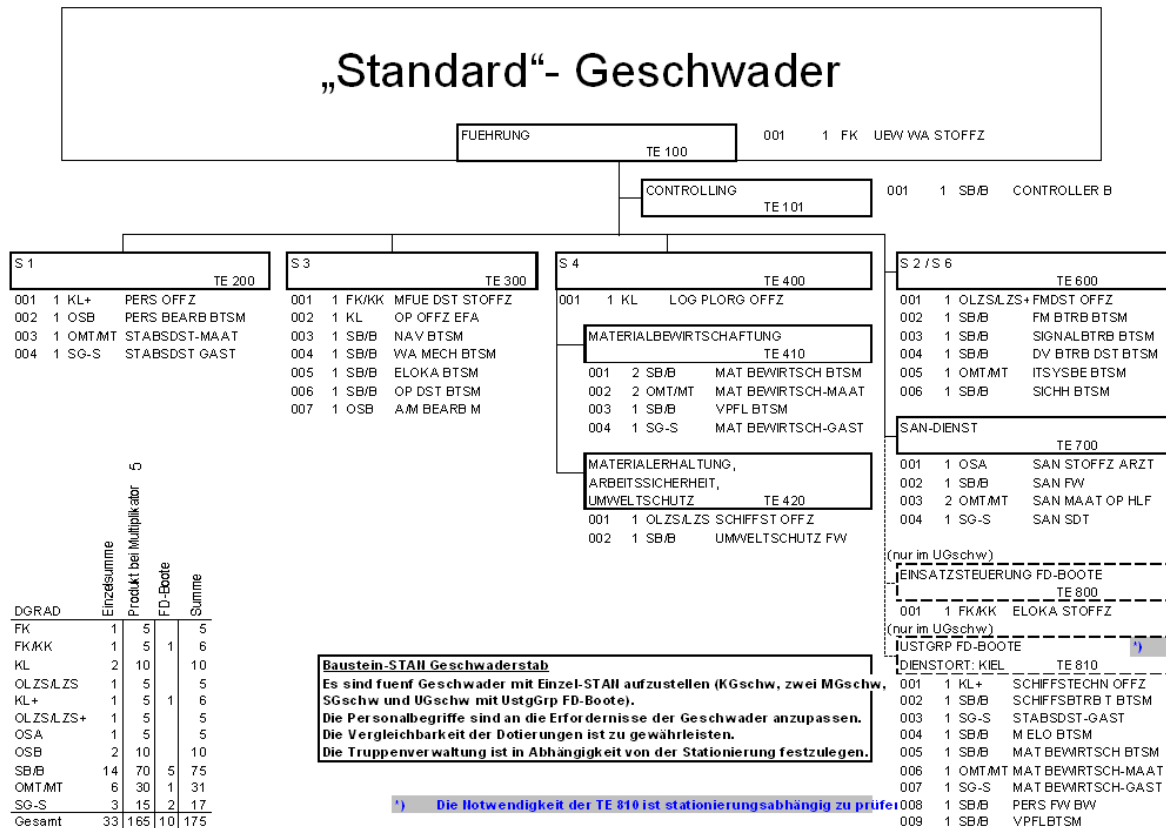 „Standard“- Geschwader
FUEHRUNG
TE 100
001 1 FK UEW WA STOFFZ
CONTROLLING
TE 101
001 1 SB/B CONTROLLER B
S 1
TE 200
001 1 KL+ PERS OFFZ
002 1 OSB PERS BEARB BTSM
003 1 OMT/MT STABSDST-MAAT
004 1 SG-S STABSDST GAST
S 3
TE 300
001 1 FK/KK MFUE DST STOFFZ
002 1 KL OP OFFZ EFA
003 1 SB/B NAV BTSM
004 1 SB/B WA MECH BTSM
005 1 SB/B ELOKA BTSM
006 1 SB/B OP DST BTSM
007 1 OSB A/M BEARB M
S 4
TE 400
001 1 KL LOG PLORG OFFZ
MATERIALBEWIRTSCHAFTUNG
TE 410
001 2 SB/B MAT BEWIRTSCH BTSM
002 2 OMT/MT MAT BEWIRTSCH-MAAT
003 1 SB/B VPFL BTSM
004 1 SG-S MAT BEWIRTSCH-GAST
MATERIALERHALTUNG,
ARBEITSSICHERHEIT,
UMWELTSCHUTZ TE 420
001 1 OLZS/LZS SCHIFFST OFFZ
002 1 SB/B UMWELTSCHUTZ FW
S 2 / S 6
TE 600
001 1 OLZS/LZS+ FMDST OFFZ
002 1 SB/B FM BTRB BTSM
003 1 SB/B SIGNALBTRB BTSM
004 1 SB/B DV BTRB DST BTSM
005 1 OMT/MT ITSYSBE BTSM
006 1 SB/B SICHH BTSM
SAN-DIENST
TE 700
001 1 OSA SAN STOFFZ ARZT
002 1 SB/B SAN FW
003 2 OMT/MT SAN MAAT OP HLF
004 1 SG-S SAN SDT
(nur im UGschw)
EINSATZSTEUERUNG FD-BOOTE
TE 800
001 1 FK/KK ELOKA STOFFZ
(nur im UGschw)
USTGRP FD-BOOTE *)
DIENSTORT: KIEL TE 810
001 1 KL+ SCHIFFSTECHN OFFZ
002 1 SB/B SCHIFFSBTRB T BTSM
003 1 SG-S STABSDST-GAST
004 1 SB/B M ELO BTSM
005 1 SB/B MAT BEWIRTSCH BTSM
006 1 OMT/MT MAT BEWIRTSCH-MAAT
007 1 SG-S MAT BEWIRTSCH-GAST
008 1 SB/B PERS FW BW
009 1 SB/B VPFLBTSM
DGRAD Einzelsumme Produkt bei Multiplikator 5 FD-Boote Summe
FK 1 5 5
FK/KK 1 5 1 6
KL 2 10 10
OLZS/LZS 1 5 5
KL+ 1 5 1 6
OLZS/LZS+ 1 5 5
OSA 1 5 5
OSB 2 10 10
SB/B 14 70 5 75
OMT/MT 6 30 1 31
SG-S 3 15 2 17
Gesamt 33 165 10 175
Baustein-STAN Geschwaderstab
Es sind fuenf Geschwader mit Einzel-STAN aufzustellen (KGschw, zwei MGschw,
SGschw und UGschw mit UstgGrp FD-Boote).
Die Personalbegriffe sind an die Erfordernisse der Geschwader anzupassen.
Die Vergleichbarkeit der Dotierungen ist zu gewährleisten.
Die Truppenverwaltung ist in Abhängigkeit von der Stationierung festzulegen.
*) Die Notwendigkeit der TE 810 ist stationierungsabhängig zu prüfe